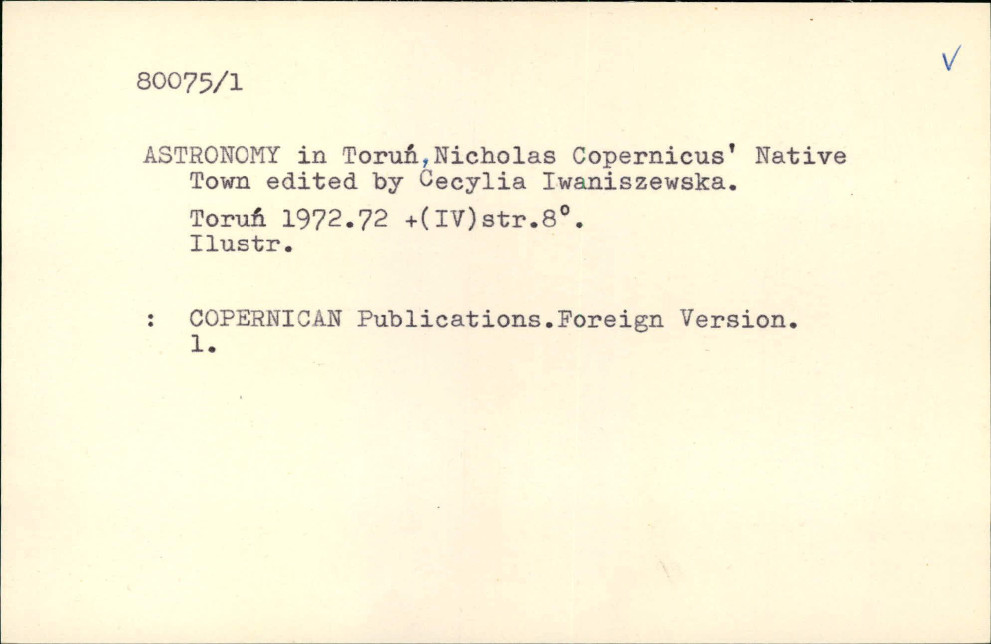 80075/1
ASTRONOMY in Toruń,Nicholas Copernicus' Native
Town edited by Cecylia Iwaniszewska.
Toruń 1972.72 +(IV)str.8°.
Ilustr.
: COPERNICAN Publications.Foreign Version.
1.